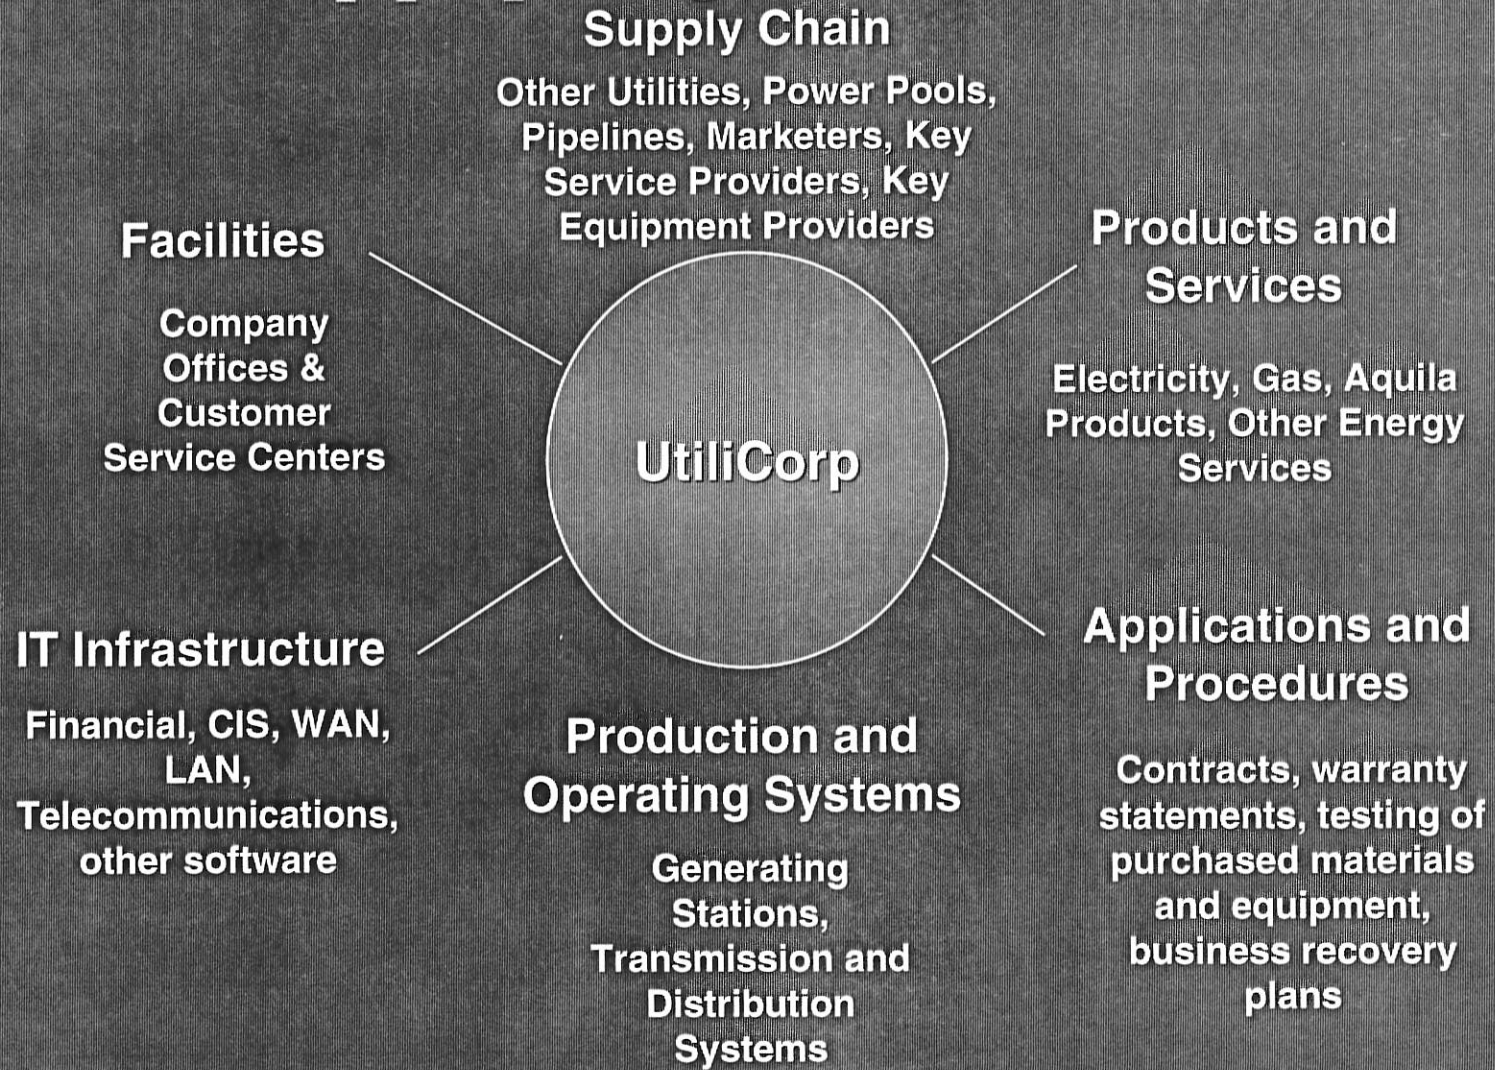 Supply Chain
Other Utilities, Power Pools,
Pipelines, Marketers, Key
Service Providers, Key
Equipment Providers
Facilities
Company
Offices &
Customer
Service Centers
Products and
Services
Electricity, Gas, Aquila
Products, Other Energy
Services
UtiliCorp
IT Infrastructure
Financial, CIS, WAN,
LAN,
Telecommunications,
other software
Production and
Operating Systems
Generating
Stations,
Transmission and
Distribution
Systems
Applications and
Procedures
Contracts, warranty
statements, testing of
purchased materials
and equipment,
business recovery
plans